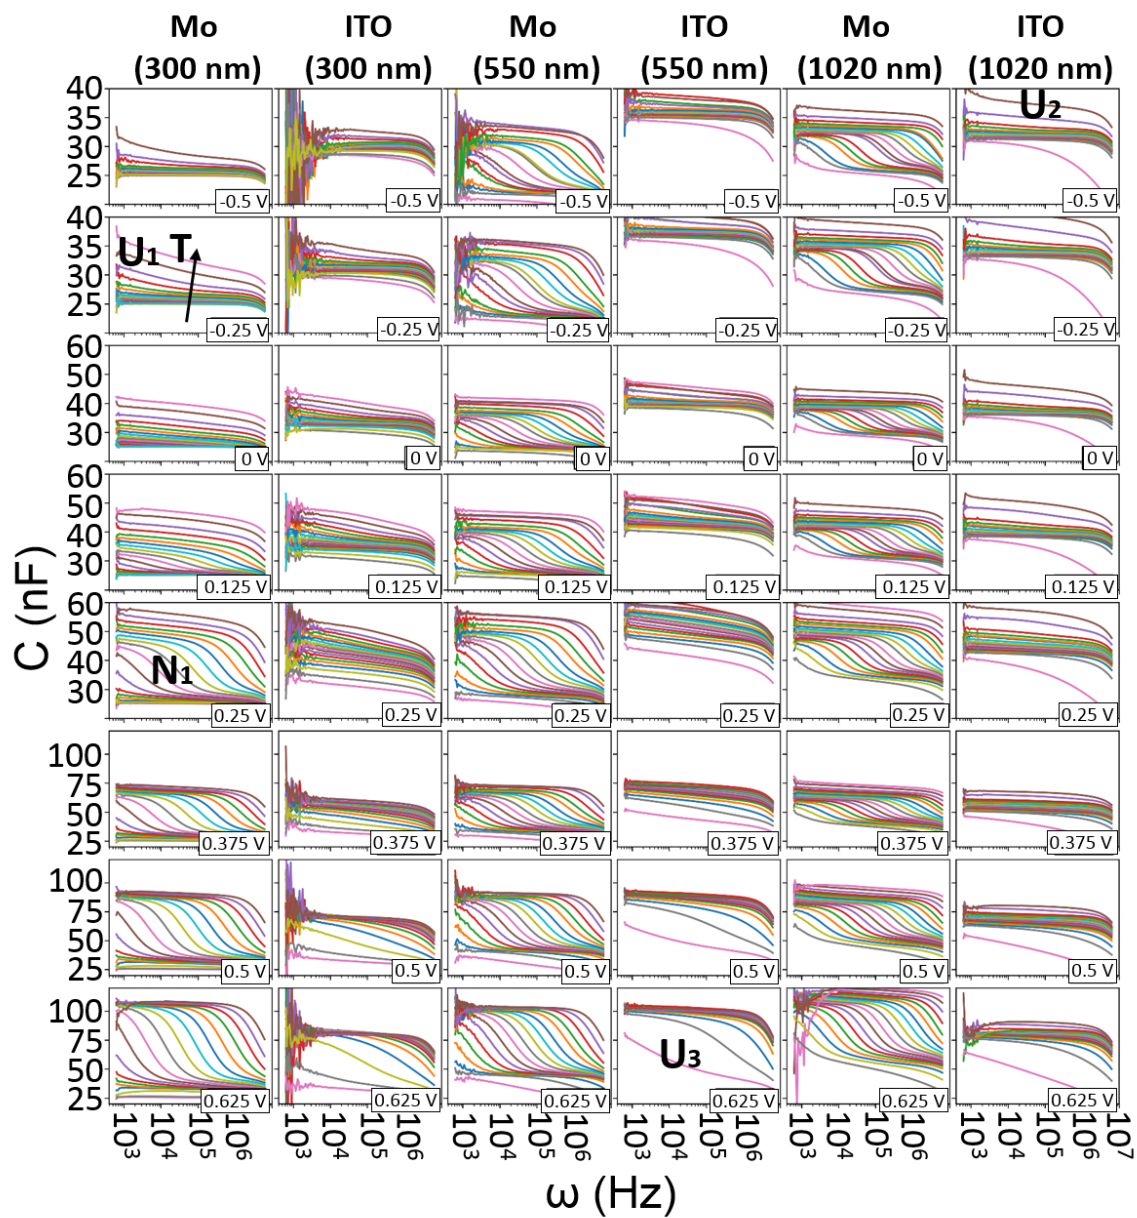 Mo ITO Mo ITO Mo ITO
(300 nm) (300 nm) (550 nm) (550 nm) (1020 nm) (1020 nm)
40
35
30
25
U2
-0.5 V -0.5 V -0.5 V -0.5 V -0.5 V -0.5 V
40
35
30
25
U1 T
-0.25 V -0.25 V -0.25 V -0.25 V -0.25 V -0.25 V
60
50
40
30
0 V 0 V 0 V 0 V 0 V 0 V
60
50
40
30
0.125 V 0.125 V 0.125 V 0.125 V 0.125 V 0.125 V
C (nF)
60
50
40
30
N1
0.25 V 0.25 V 0.25 V 0.25 V 0.25 V 0.25 V
100
75
50
25
0.375 V 0.375 V 0.375 V 0.375 V 0.375 V 0.375 V
100
75
50
25
0.5 V 0.5 V 0.5 V 0.5 V 0.5 V 0.5 V
100
75
50
25
U3
0.625 V 0.625 V 0.625 V 0.625 V 0.625 V 0.625 V
10³ 10⁴ 10⁵ 10⁶ 10³ 10⁴ 10⁵ 10⁶ 10³ 10⁴ 10⁵ 10⁶ 10³ 10⁴ 10⁵ 10⁶ 10³ 10⁴ 10⁵ 10⁶ 10³ 10⁴ 10⁵ 10⁶ 10⁷
ω (Hz)